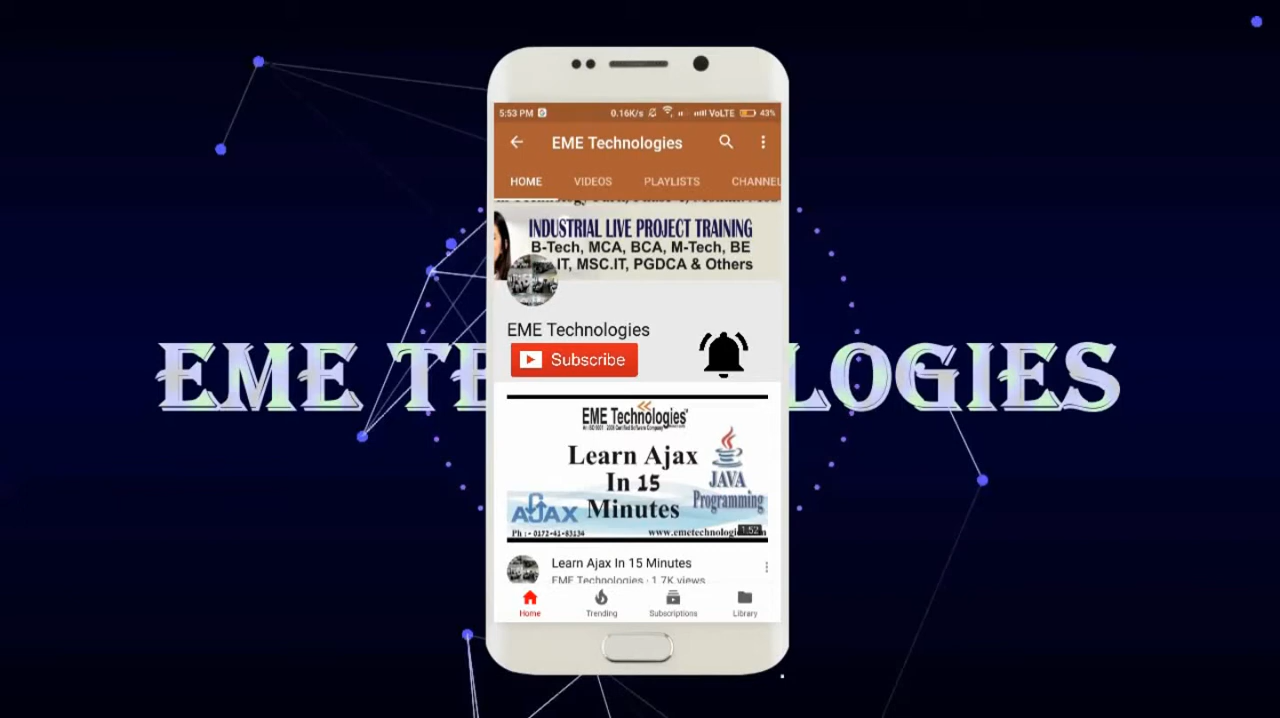 5:53 PM 0.16K/s VoLTE 43%
EME Technologies
HOME VIDEOS PLAYLISTS CHANNEL
INDUSTRIAL LIVE PROJECT TRAINING
B-Tech, MCA, BCA, M-Tech, BE
IT, MSC.IT, PGDCA & Others
EME Technologies
Subscribe
EME TE LOGIES
EME Technologies
Learn Ajax
In 15
Minutes
JAVA
Programming
AJAX
Ph :- 0172-41-83134 www.emetechnologi
Learn Ajax In 15 Minutes
EME Technologies · 1.7K views
Home Trending Subscriptions Library